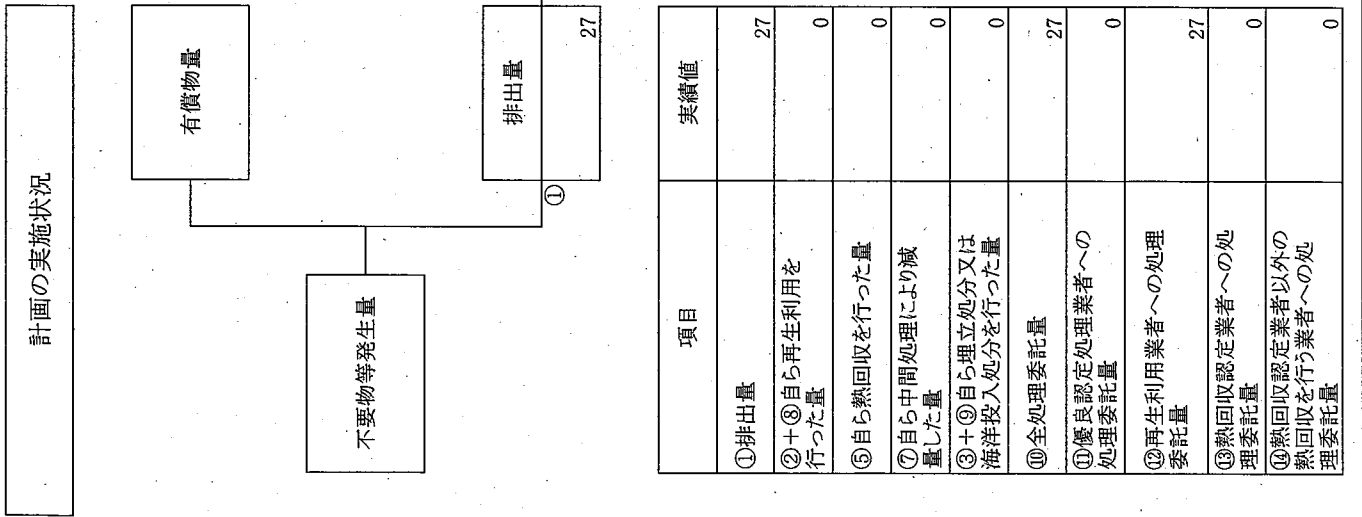 計画の実施状況
不要物等発生量
有償物量
①
排出量
27
項目
実績値
①排出量
27
②+⑧自ら再生利用を
行った量
0
⑤自ら熱回収を行った量
0
⑦自ら中間処理により減
量した量
0
③+⑨自ら埋立処分又は
海洋投入処分を行った量
0
⑩全処理委託量
27
⑪優良認定処理業者への
処理委託量
0
⑫再生利用業者への処理
委託量
27
⑬熱回収認定業者への処
理委託量
0
⑭熱回収認定業者以外の
熱回収を行う業者への処
理委託量
0